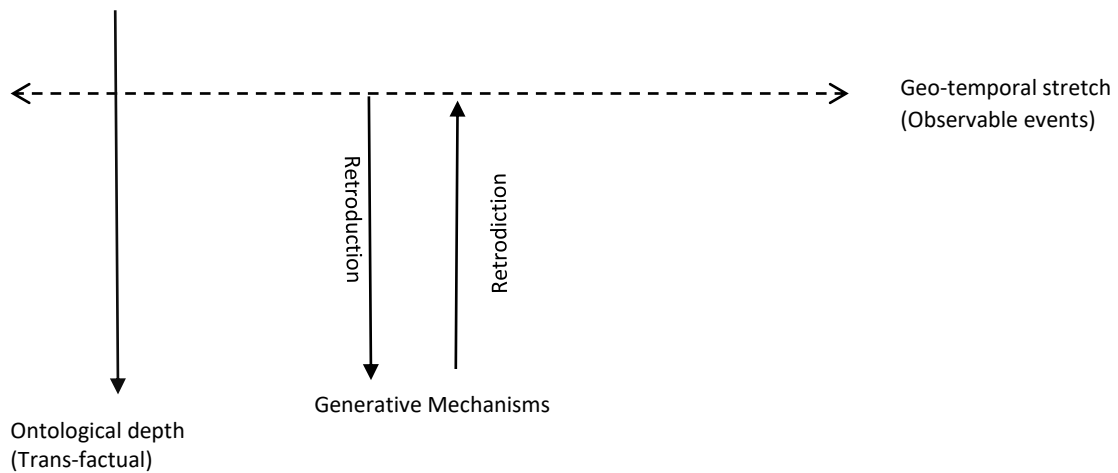 Geo-temporal stretch
(Observable events)
Retroduction
Retrodiction
Generative Mechanisms
Ontological depth
(Trans-factual)